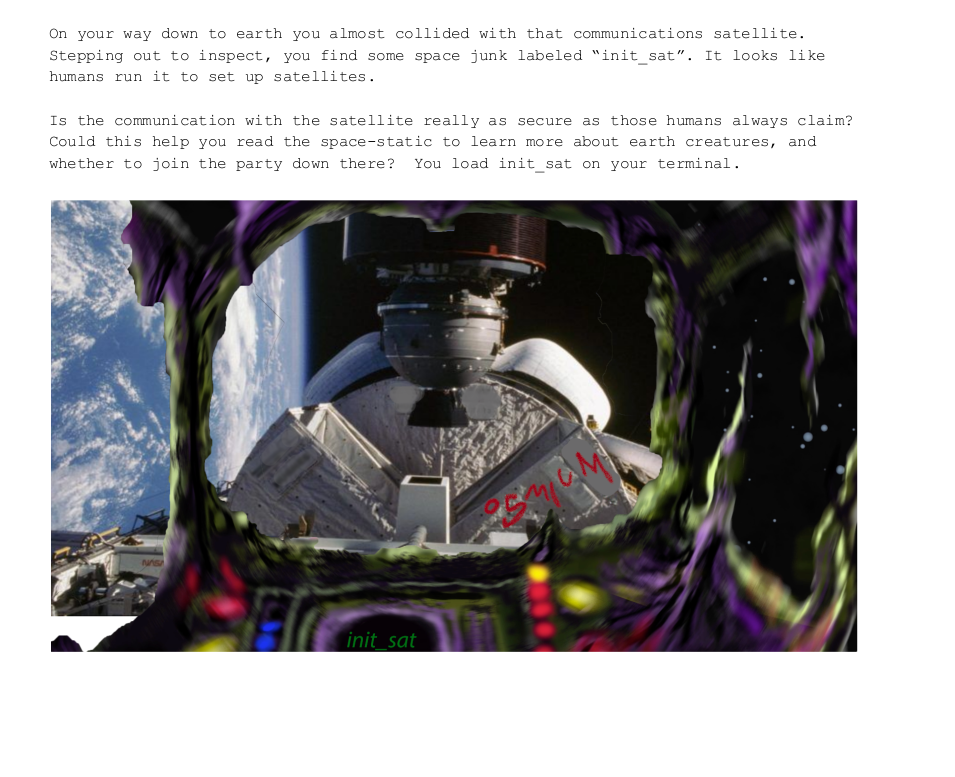 On your way down to earth you almost collided with that communications satellite.
Stepping out to inspect, you find some space junk labeled “init_sat”. It looks like
humans run it to set up satellites.
Is the communication with the satellite really as secure as those humans always claim?
Could this help you read the space-static to learn more about earth creatures, and
whether to join the party down there?  You load init_sat on your terminal.
init_sat